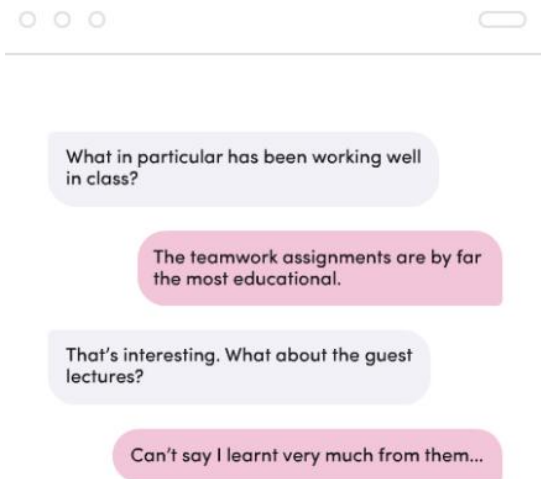 What in particular has been working well
in class?
The teamwork assignments are by far
the most educational.
That's interesting. What about the guest
lectures?
Can't say I learnt very much from them...